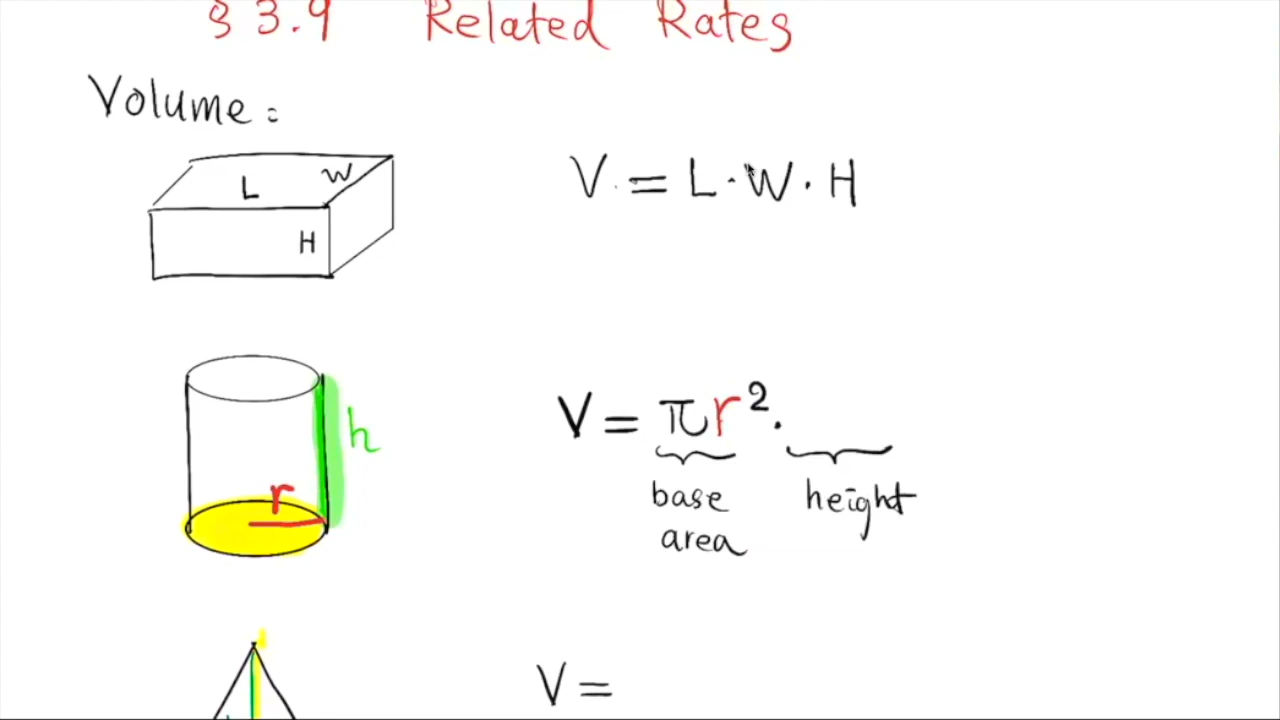 § 3.9 Related Rates
Volume:
L W
H
V = L · W · H
h
r
V = πr²·
base area
height
V =